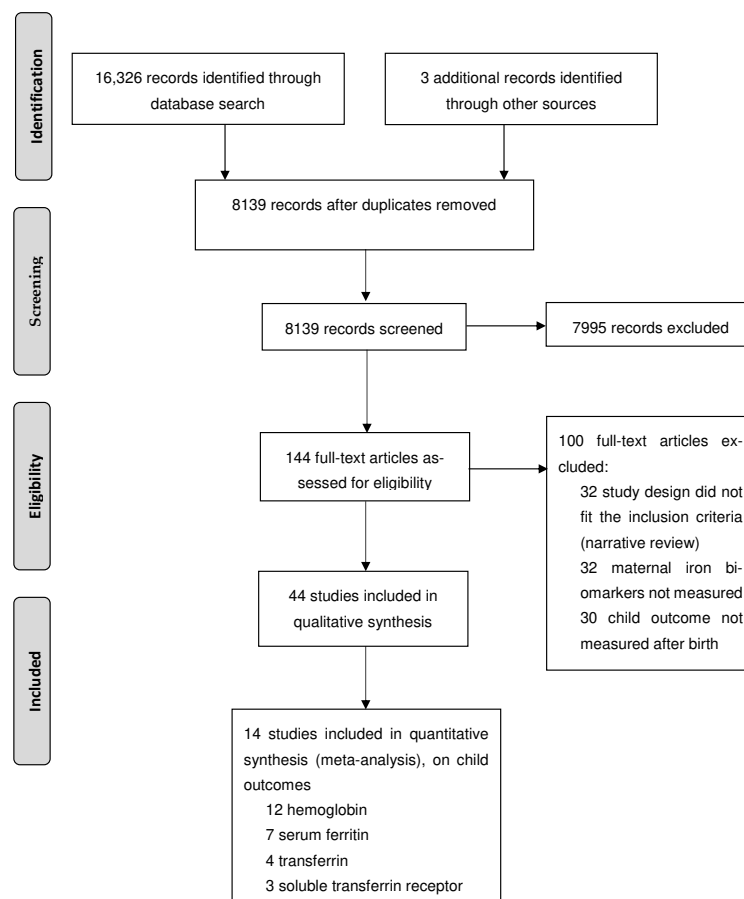 Identification
16,326 records identified through
database search
3 additional records identified
through other sources
8139 records after duplicates removed
Screening
8139 records screened
7995 records excluded
Eligibility
144 full-text articles as-
sessed for eligibility
100 full-text articles ex-
cluded:
32 study design did not
fit the inclusion criteria
(narrative review)
32 maternal iron bi-
omarkers not measured
30 child outcome not
measured after birth
44 studies included in
qualitative synthesis
Included
14 studies included in quantitative
synthesis (meta-analysis), on child
outcomes
12 hemoglobin
7 serum ferritin
4 transferrin
3 soluble transferrin receptor